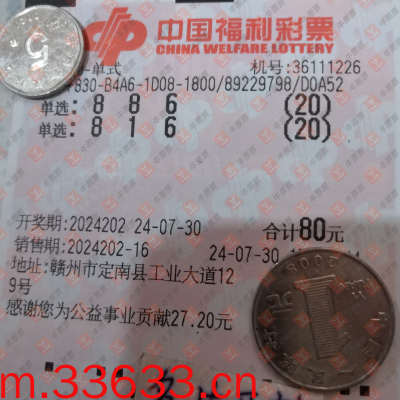 中国福利彩票
CHINA WELFARE LOTTERY
-单式 机号:36111226
830-B4A6-1D08-1800/89229798/D0A52
单选: 8 8 6 (20)
单选: 8 1 6 (20)
开奖期:2024202 24-07-30 合计80元
销售期:2024202-16 24-07-30
地址:赣州市定南县工业大道12
9号
感谢您为公益事业贡献27.20元
m.33633.cn